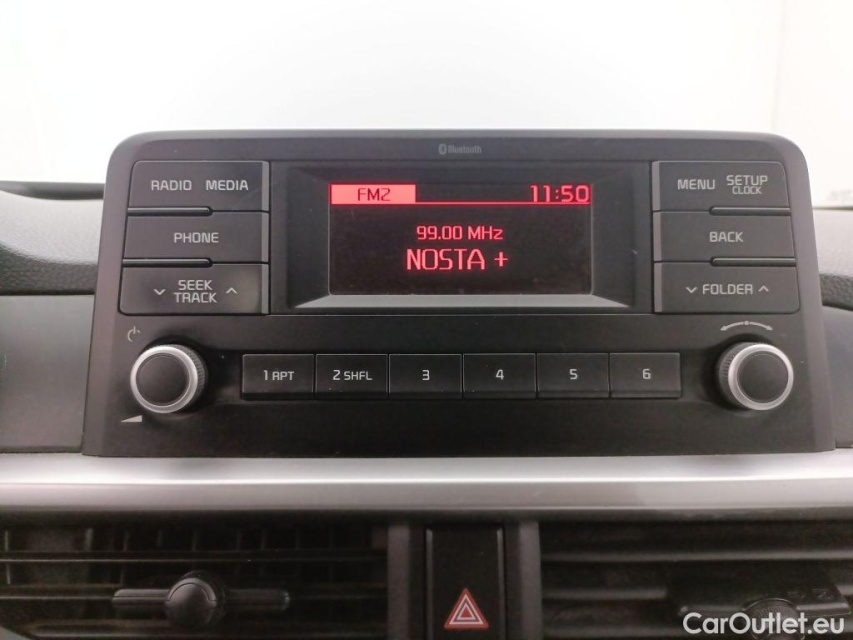 Bluetooth
RADIO MEDIA
PHONE
SEEK
TRACK
FM2 11:50
99.00 MHz
NOSTA +
MENU SETUP
CLOCK
BACK
FOLDER
1 RPT
2 SHFL
3
4
5
6
CarOutlet.eu